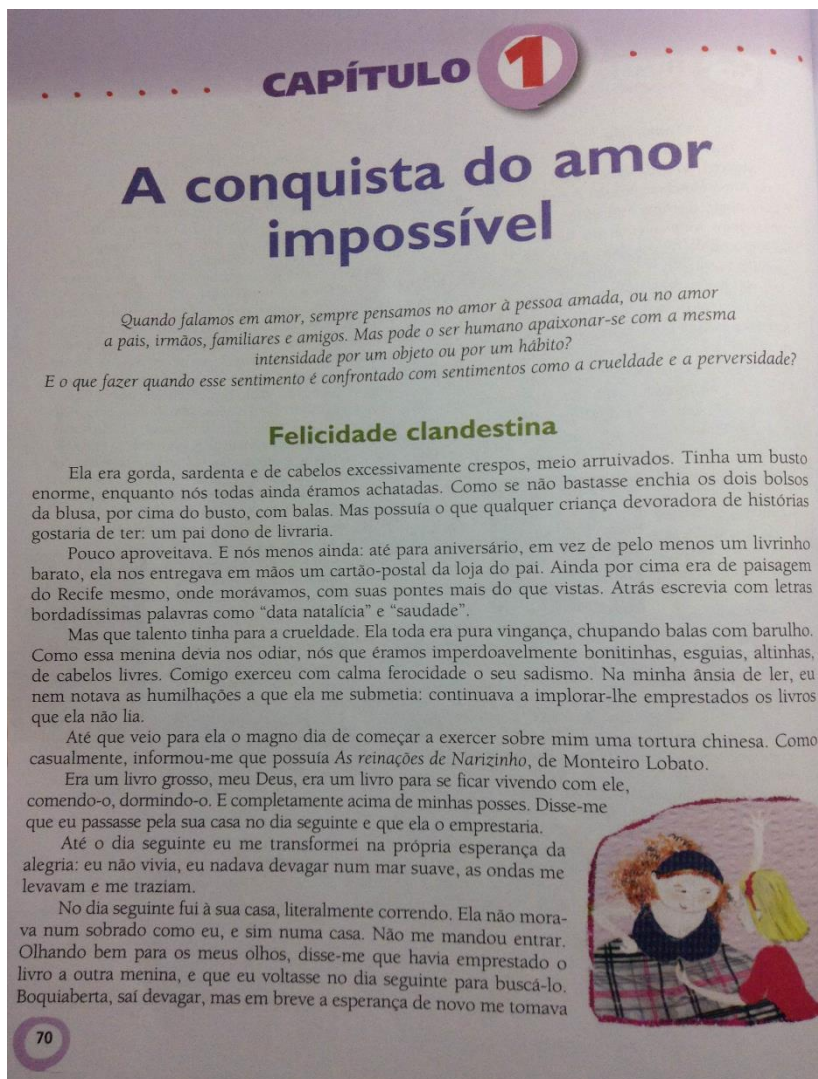 CAPÍTULO 1
A conquista do amor
impossível
Quando falamos em amor, sempre pensamos no amor à pessoa amada, ou no amor
a pais, irmãos, familiares e amigos. Mas pode o ser humano apaixonar-se com a mesma
intensidade por um objeto ou por um hábito?
E o que fazer quando esse sentimento é confrontado com sentimentos como a crueldade e a perversidade?
Felicidade clandestina
Ela era gorda, sardenta e de cabelos excessivamente crespos, meio arruivados. Tinha um busto
enorme, enquanto nós todas ainda éramos achatadas. Como se não bastasse enchia os dois bolsos
da blusa, por cima do busto, com balas. Mas possuía o que qualquer criança devoradora de histórias
gostaria de ter: um pai dono de livraria.
Pouco aproveitava. E nós menos ainda: até para aniversário, em vez de pelo menos um livrinho
barato, ela nos entregava em mãos um cartão-postal da loja do pai. Ainda por cima era de paisagem
do Recife mesmo, onde morávamos, com suas pontes mais do que vistas. Atrás escrevia com letras
bordadíssimas palavras como “data natalícia” e “saudade”.
Mas que talento tinha para a crueldade. Ela toda era pura vingança, chupando balas com barulho.
Como essa menina devia nos odiar, nós que éramos imperdoavelmente bonitinhas, esguias, altinhas,
de cabelos livres. Comigo exerceu com calma ferocidade o seu sadismo. Na minha ânsia de ler, eu
nem notava as humilhações a que ela me submetia: continuava a implorar-lhe emprestados os livros
que ela não lia.
Até que veio para ela o magno dia de começar a exercer sobre mim uma tortura chinesa. Como
casualmente, informou-me que possuía As reinações de Narizinho, de Monteiro Lobato.
Era um livro grosso, meu Deus, era um livro para se ficar vivendo com ele,
comendo-o, dormindo-o. E completamente acima de minhas posses. Disse-me
que eu passasse pela sua casa no dia seguinte e que ela o emprestaria.
Até o dia seguinte eu me transformei na própria esperança da
alegria: eu não vivia, eu nadava devagar num mar suave, as ondas me
levavam e me traziam.
No dia seguinte fui à sua casa, literalmente correndo. Ela não mora-
va num sobrado como eu, e sim numa casa. Não me mandou entrar.
Olhando bem para os meus olhos, disse-me que havia emprestado o
livro a outra menina, e que eu voltasse no dia seguinte para buscá-lo.
Boquiaberta, saí devagar, mas em breve a esperança de novo me tomava
70